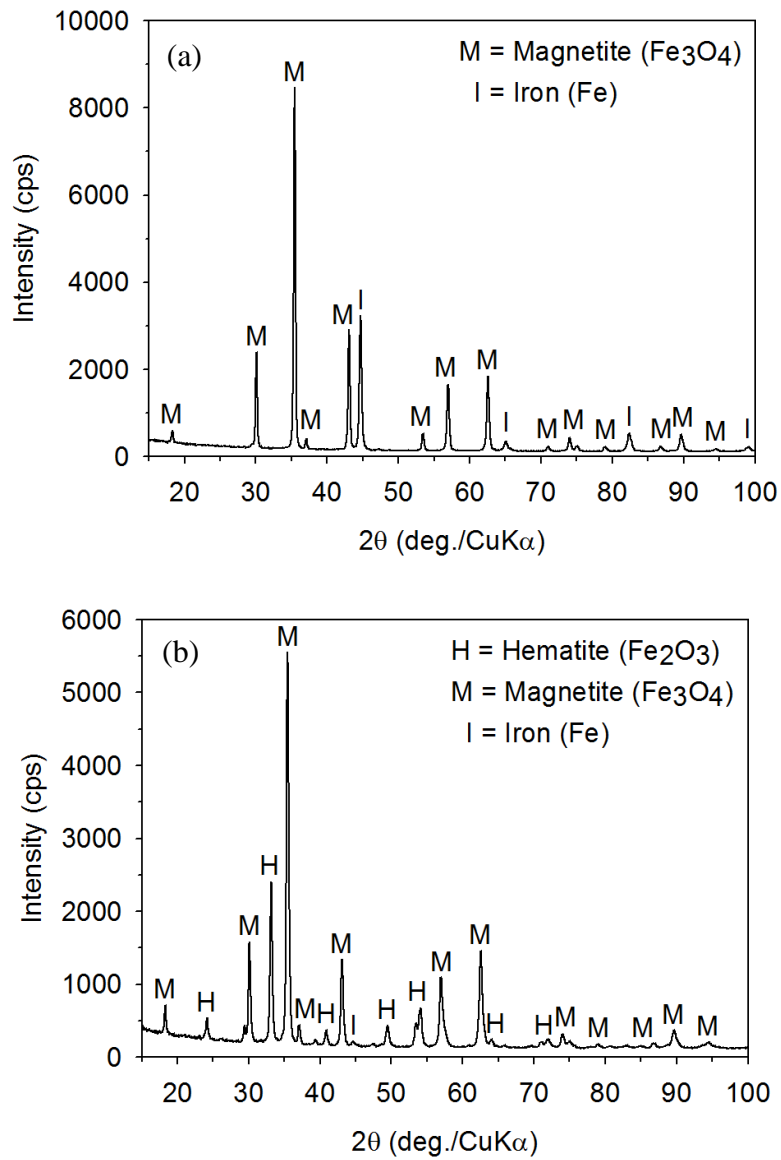 (a)
M = Magnetite (Fe3O4)
I = Iron (Fe)
Intensity (cps)
10000
8000
6000
4000
2000
0
M M M M M I M M M I M M M I M M M I
20 30 40 50 60 70 80 90 100
2θ (deg./CuKα)
(b)
H = Hematite (Fe2O3)
M = Magnetite (Fe3O4)
I = Iron (Fe)
Intensity (cps)
6000
5000
4000
3000
2000
1000
0
M H M H M M H M I H H M M H H M M M M M
20 30 40 50 60 70 80 90 100
2θ (deg./CuKα)